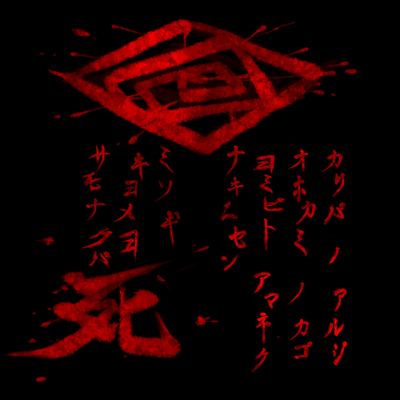 カリバ ノ アルジ
オホカミ ノ カゴ
ヨミビト アマネク
ナキニセン
ミソギ
キヨメヨ
サモナクバ
死